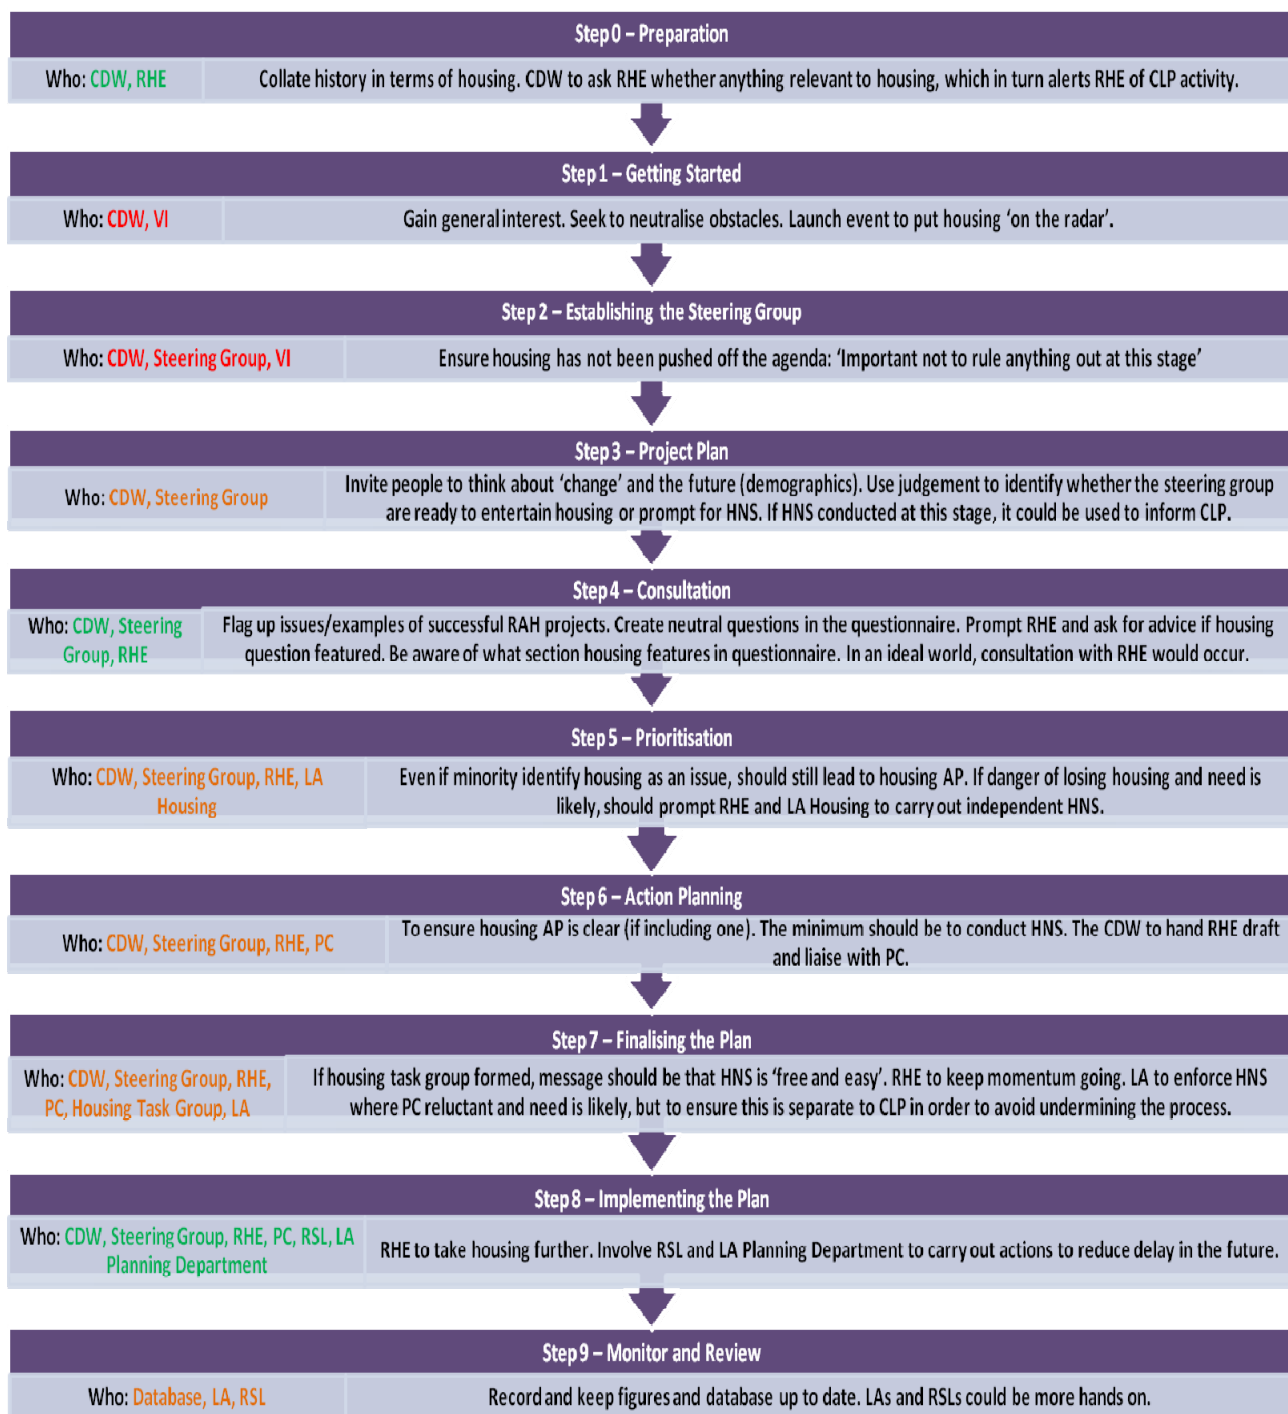 Step 0 – Preparation
Who: CDW, RHE
Collate history in terms of housing. CDW to ask RHE whether anything relevant to housing, which in turn alerts RHE of CLP activity.
Step 1 – Getting Started
Who: CDW, VI
Gain general interest. Seek to neutralise obstacles. Launch event to put housing ‘on the radar’.
Step 2 – Establishing the Steering Group
Who: CDW, Steering Group, VI
Ensure housing has not been pushed off the agenda: ‘Important not to rule anything out at this stage’
Step 3 – Project Plan
Who: CDW, Steering Group
Invite people to think about ‘change’ and the future (demographics). Use judgement to identify whether the steering group
are ready to entertain housing or prompt for HNS. If HNS conducted at this stage, it could be used to inform CLP.
Step 4 – Consultation
Who: CDW, Steering
Group, RHE
Flag up issues/examples of successful RAH projects. Create neutral questions in the questionnaire. Prompt RHE and ask for advice if housing
question featured. Be aware of what section housing features in questionnaire. In an ideal world, consultation with RHE would occur.
Step 5 – Prioritisation
Who: CDW, Steering Group, RHE, LA
Housing
Even if minority identify housing as an issue, should still lead to housing AP. If danger of losing housing and need is
likely, should prompt RHE and LA Housing to carry out independent HNS.
Step 6 – Action Planning
Who: CDW, Steering Group, RHE, PC
To ensure housing AP is clear (if including one). The minimum should be to conduct HNS. The CDW to hand RHE draft
and liaise with PC.
Step 7 – Finalising the Plan
Who: CDW, Steering Group, RHE,
PC, Housing Task Group, LA
If housing task group formed, message should be that HNS is ‘free and easy’. RHE to keep momentum going. LA to enforce HNS
where PC reluctant and need is likely, but to ensure this is separate to CLP in order to avoid undermining the process.
Step 8 – Implementing the Plan
Who: CDW, Steering Group, RHE, PC, RSL, LA
Planning Department
RHE to take housing further. Involve RSL and LA Planning Department to carry out actions to reduce delay in the future.
Step 9 – Monitor and Review
Who: Database, LA, RSL
Record and keep figures and database up to date. LAs and RSLs could be more hands on.